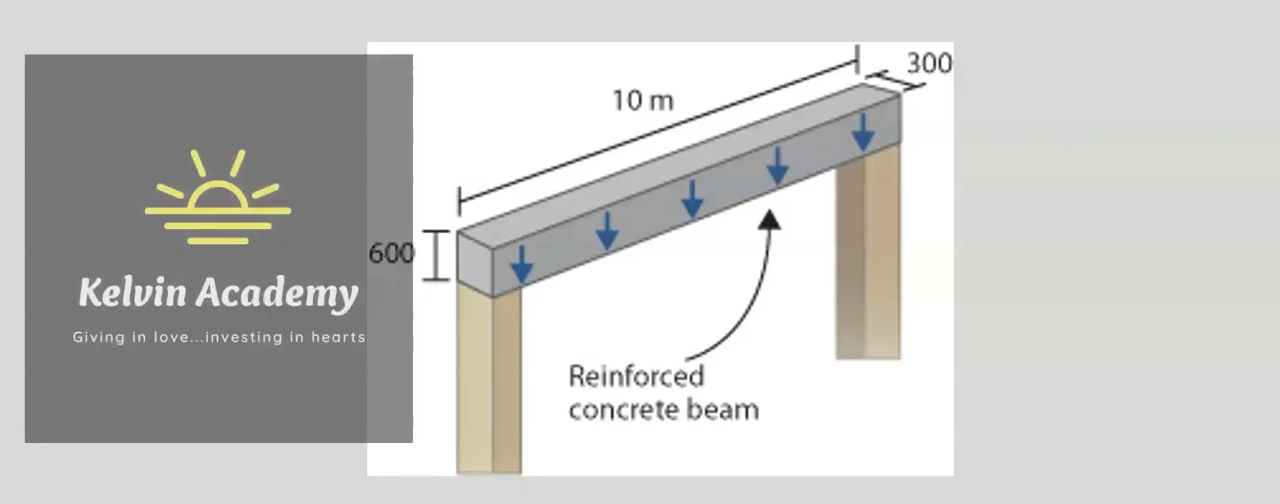 Kelvin Academy
Giving in love...investing in hearts
10 m
300
600
Reinforced
concrete beam